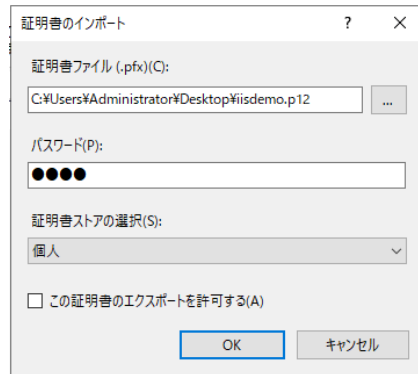 証明書のインポート ? ×
証明書ファイル (.pfx)(C):
C:¥Users¥Administrator¥Desktop¥iisdemo.p12 ...
パスワード(P):
●●●●
証明書ストアの選択(S):
個人
この証明書のエクスポートを許可する(A)
OK キャンセル